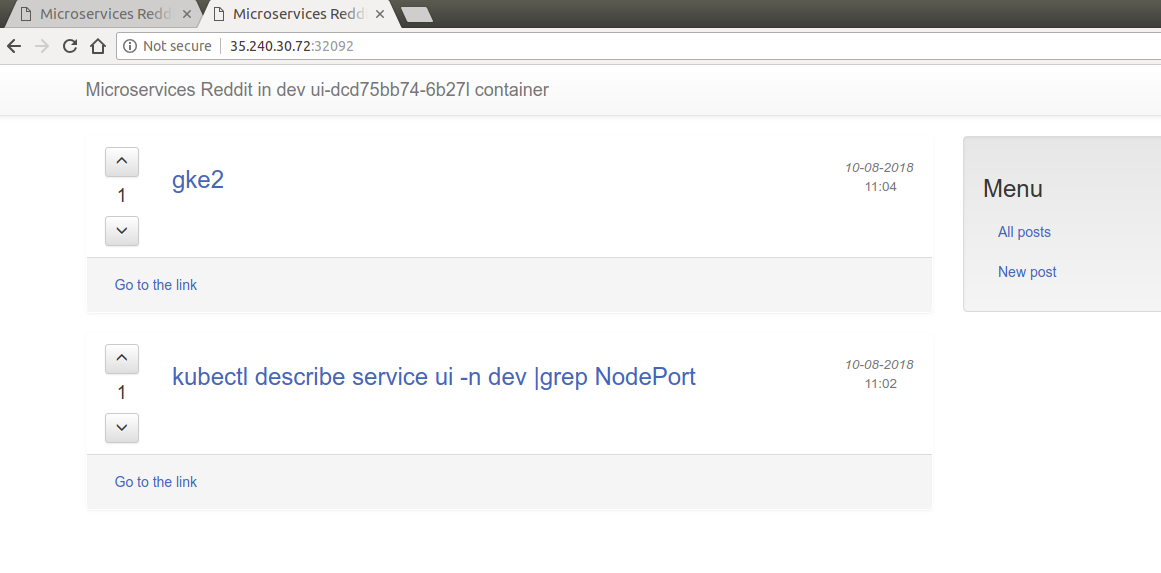 Microservices Redd
Microservices Redd
Not secure 35.240.30.72:32092
Microservices Reddit in dev ui-dcd75bb74-6b27l container
1
gke2
10-08-2018
11:04
Go to the link
1
kubectl describe service ui -n dev |grep NodePort
10-08-2018
11:02
Go to the link
Menu
All posts
New post